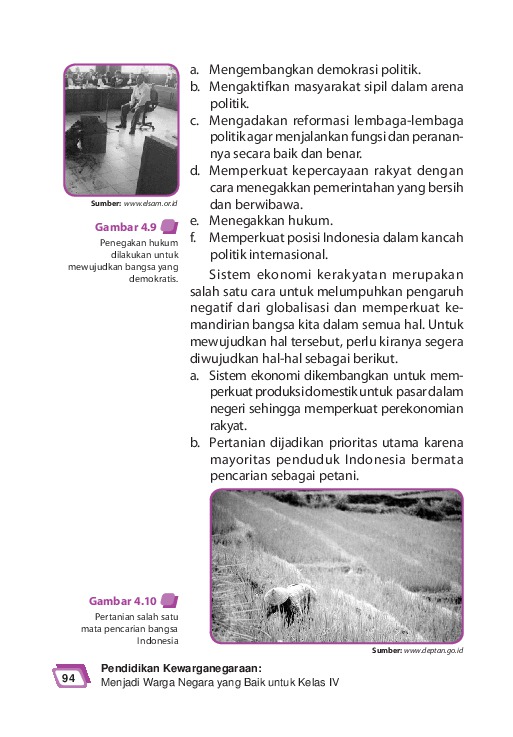 a. Mengembangkan demokrasi politik.
b. Mengaktifkan masyarakat sipil dalam arena
politik.
c. Mengadakan reformasi lembaga-lembaga
politik agar menjalankan fungsi dan peranan-
nya secara baik dan benar.
d. Memperkuat kepercayaan rakyat dengan
cara menegakkan pemerintahan yang bersih
dan berwibawa.
e. Menegakkan hukum.
f. Memperkuat posisi Indonesia dalam kancah
politik internasional.
Sumber: www.elsam.or.id
Gambar 4.9
Penegakan hukum
dilakukan untuk
mewujudkan bangsa yang
demokratis.
Sistem ekonomi kerakyatan merupakan
salah satu cara untuk melumpuhkan pengaruh
negatif dari globalisasi dan memperkuat ke-
mandirian bangsa kita dalam semua hal. Untuk
mewujudkan hal tersebut, perlu kiranya segera
diwujudkan hal-hal sebagai berikut.
a. Sistem ekonomi dikembangkan untuk mem-
perkuat produksi domestik untuk pasar dalam
negeri sehingga memperkuat perekonomian
rakyat.
b. Pertanian dijadikan prioritas utama karena
mayoritas penduduk Indonesia bermata
pencarian sebagai petani.
Gambar 4.10
Pertanian salah satu
mata pencarian bangsa
Indonesia
Sumber: www.deptan.go.id
94
Pendidikan Kewarganegaraan:
Menjadi Warga Negara yang Baik untuk Kelas IV